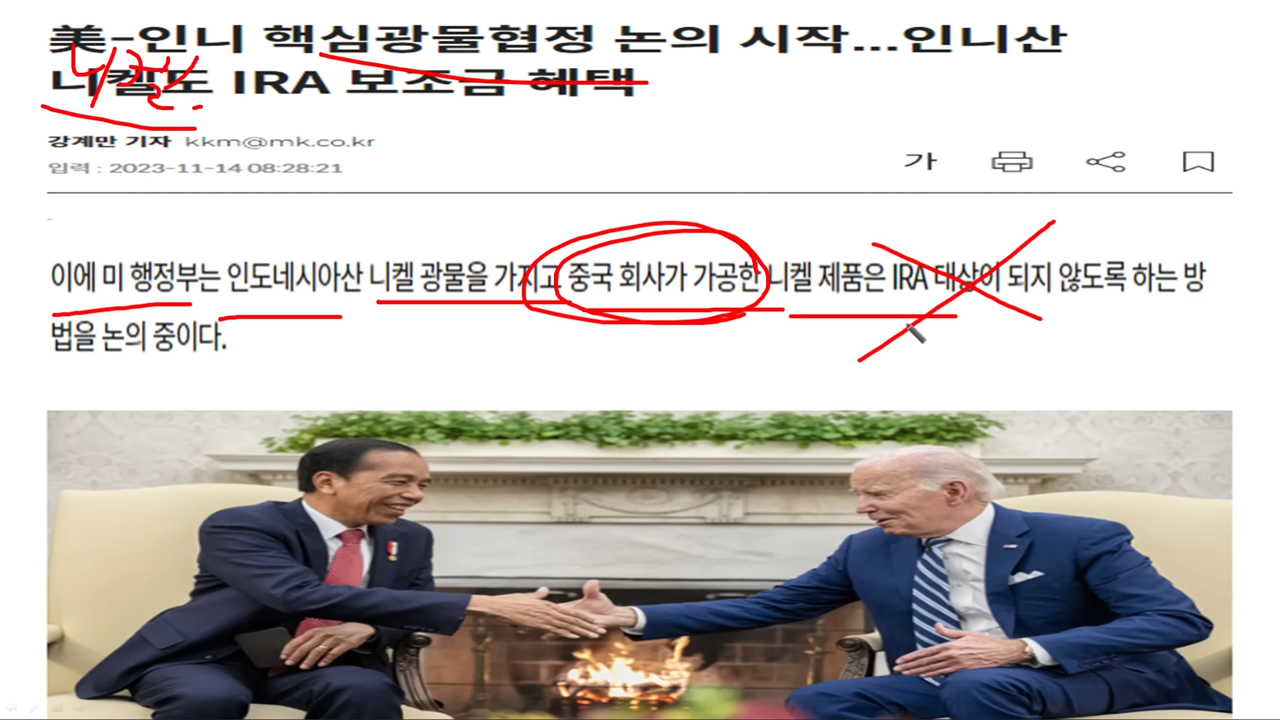 美-인니 핵심광물협정 논의 시작...인니산
니켈도 IRA 보조금 혜택
강계만 기자 kkm@mk.co.kr
입력 : 2023-11-14 08:28:21
가
이에 미 행정부는 인도네시아산 니켈 광물을 가지고 중국 회사가 가공한 니켈 제품은 IRA 대상이 되지 않도록 하는 방
법을 논의 중이다.